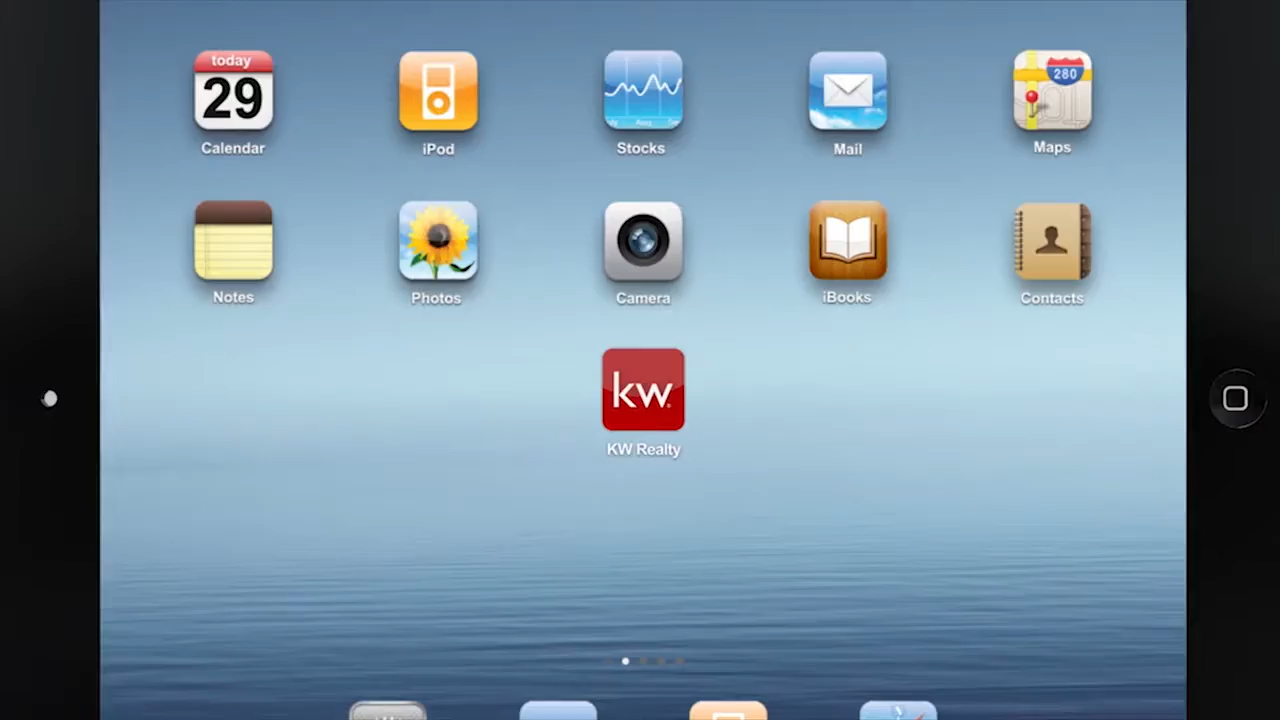 today
29
Calendar
iPod
Stocks
Mail
280
Maps
Notes
Photos
Camera
iBooks
Contacts
kw.
KW Realty